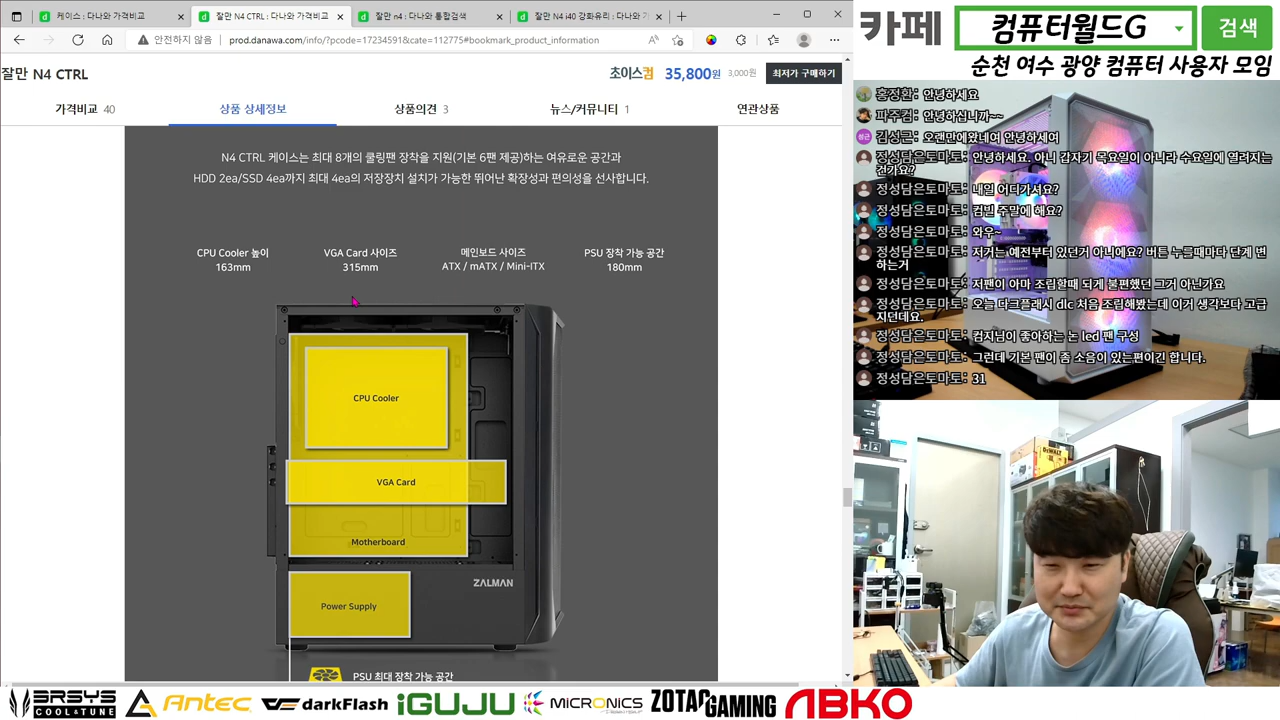 케이스 : 다나와 가격비교
잘만 N4 CTRL : 다나와 가격비교
잘만 n4 : 다나와 통합검색
잘만 N4 i40 강화유리 : 다나와 가
안전하지 않음
prod.danawa.com/info/?pcode=17234591&cate=112775#bookmark_product_information
잘만 N4 CTRL
초이스컴 35,800원 3,000원 최저가 구매하기
가격비교 40
상품 상세정보
상품의견 3
뉴스/커뮤니티 1
연관상품
N4 CTRL 케이스는 최대 8개의 쿨링팬 장착을 지원(기본 6팬 제공)하는 여유로운 공간과
HDD 2ea/SSD 4ea까지 최대 4ea의 저장장치 설치가 가능한 뛰어난 확장성과 편의성을 선사합니다.
CPU Cooler 높이
163mm
VGA Card 사이즈
315mm
메인보드 사이즈
ATX / mATX / Mini-ITX
PSU 장착 가능 공간
180mm
CPU Cooler
VGA Card
Motherboard
ZALMAN
Power Supply
PSU 최대 장착 가능 공간
카페 컴퓨터월드G 검색
순천 여수 광양 컴퓨터 사용자 모임
홍정환: 안녕하세요
파주컴: 안녕하십니까~~
성근
김성근: 오랜만에왔네여 안녕하세여
정성담은토마토: 안녕하세요. 아니 갑자기 목요일이 아니라 수요일에 열려지는
건가요?
정성담은토마토: 내일 어디가셔요?
정성담은토마토: 컴빌 주말에 해요?
정성담은토마토: 와우~
정성담은토마토: 저거는 예전부터 있던거 아니에요? 버튼 누를때마다 단계 변
하는거
정성담은토마토: 저팬이 아마 조립할때 되게 불편했던 그거 아닌가요
정성담은토마토: 오늘 다크플래시 dlc 처음 조립해봤는데 이거 생각보다 고급
지던데요.
정성담은토마토: 컴지님이 좋아하는 논 led 팬 구성
정성담은토마토: 그런데 기본 팬이 좀 소음이 있는편이긴 합니다.
정성담은토마토: 31
DEWALT
3RSYS
COOL&TUNE
Antec
darkFlash
iGUJU
MICRONICS
ZOTAC GAMING
ABKO